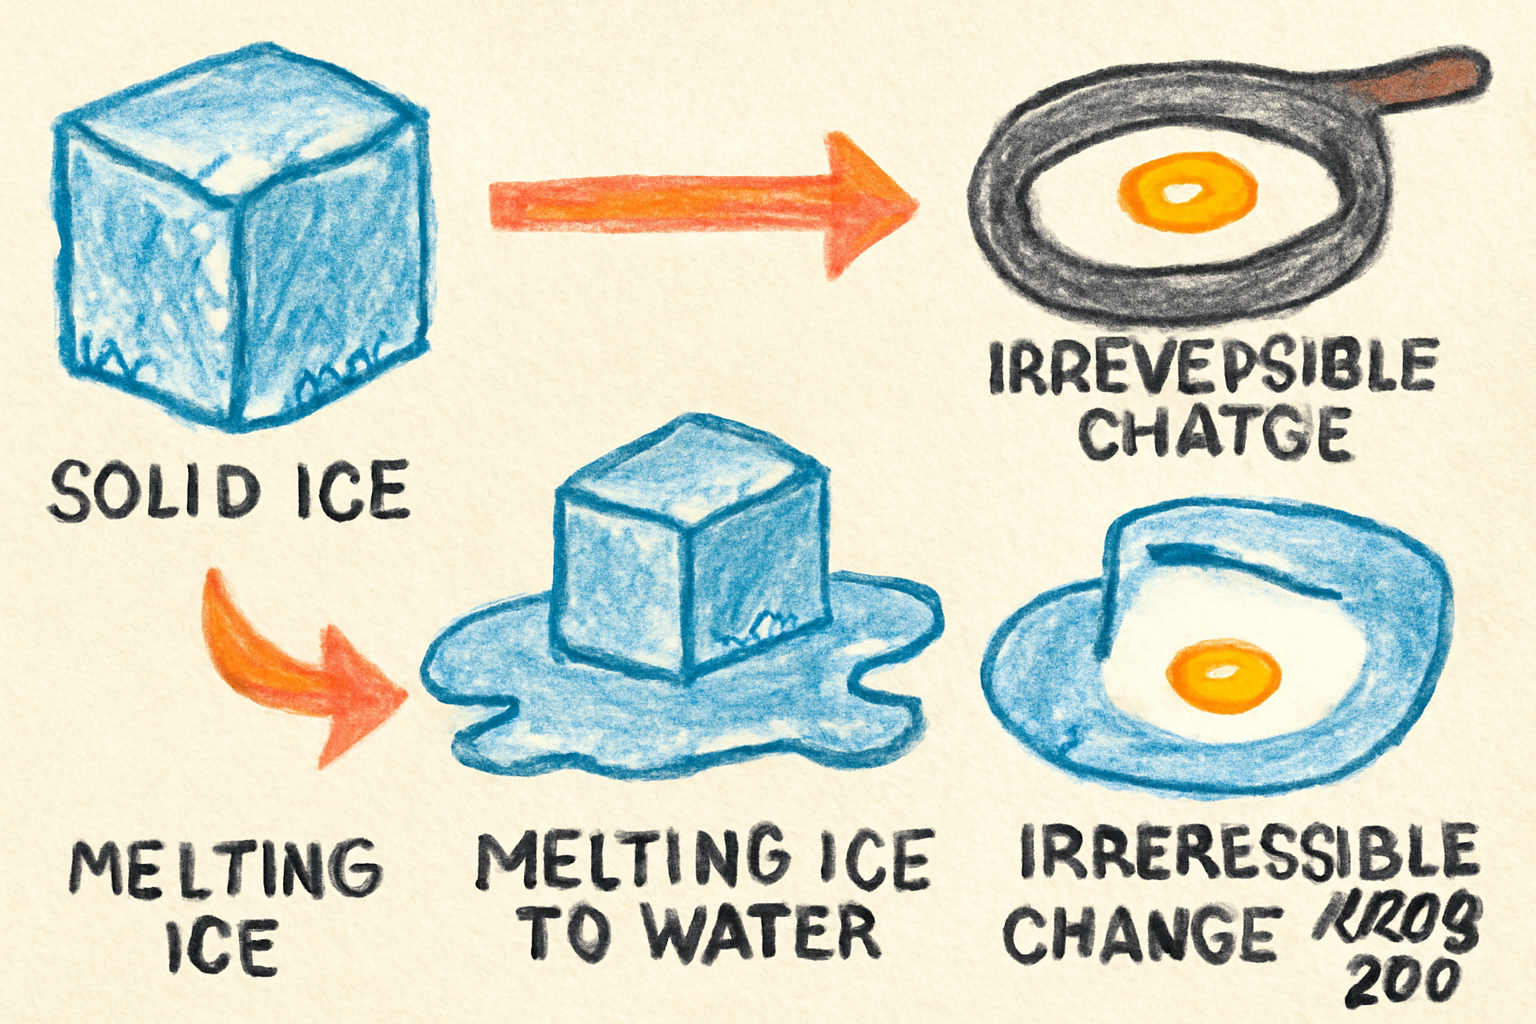 SOLID ICE
IRREVEPSIBLE
CHATGE
MELTING
ICE
MELTING ICE
TO WATER
IRRERESSIBLE
CHANGE
200